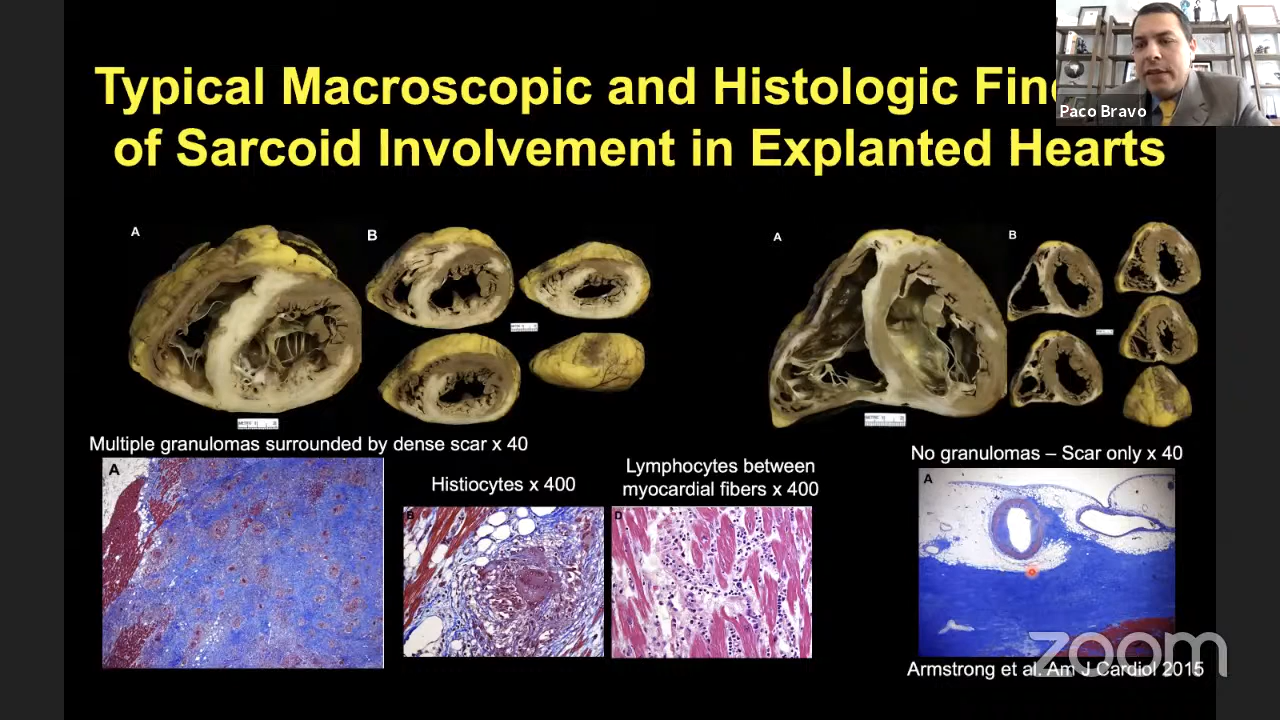 Paco Bravo
Typical Macroscopic and Histologic
of Sarcoid Involvement in Explanted Hearts
A
B
A
B
Multiple granulomas surrounded by dense scar x 40
No granulomas – Scar only x 40
Histiocytes x 400
Lymphocytes between
myocardial fibers x 400
A
B
D
A
zoom
Armstrong et al. Am J Cardiol 2015